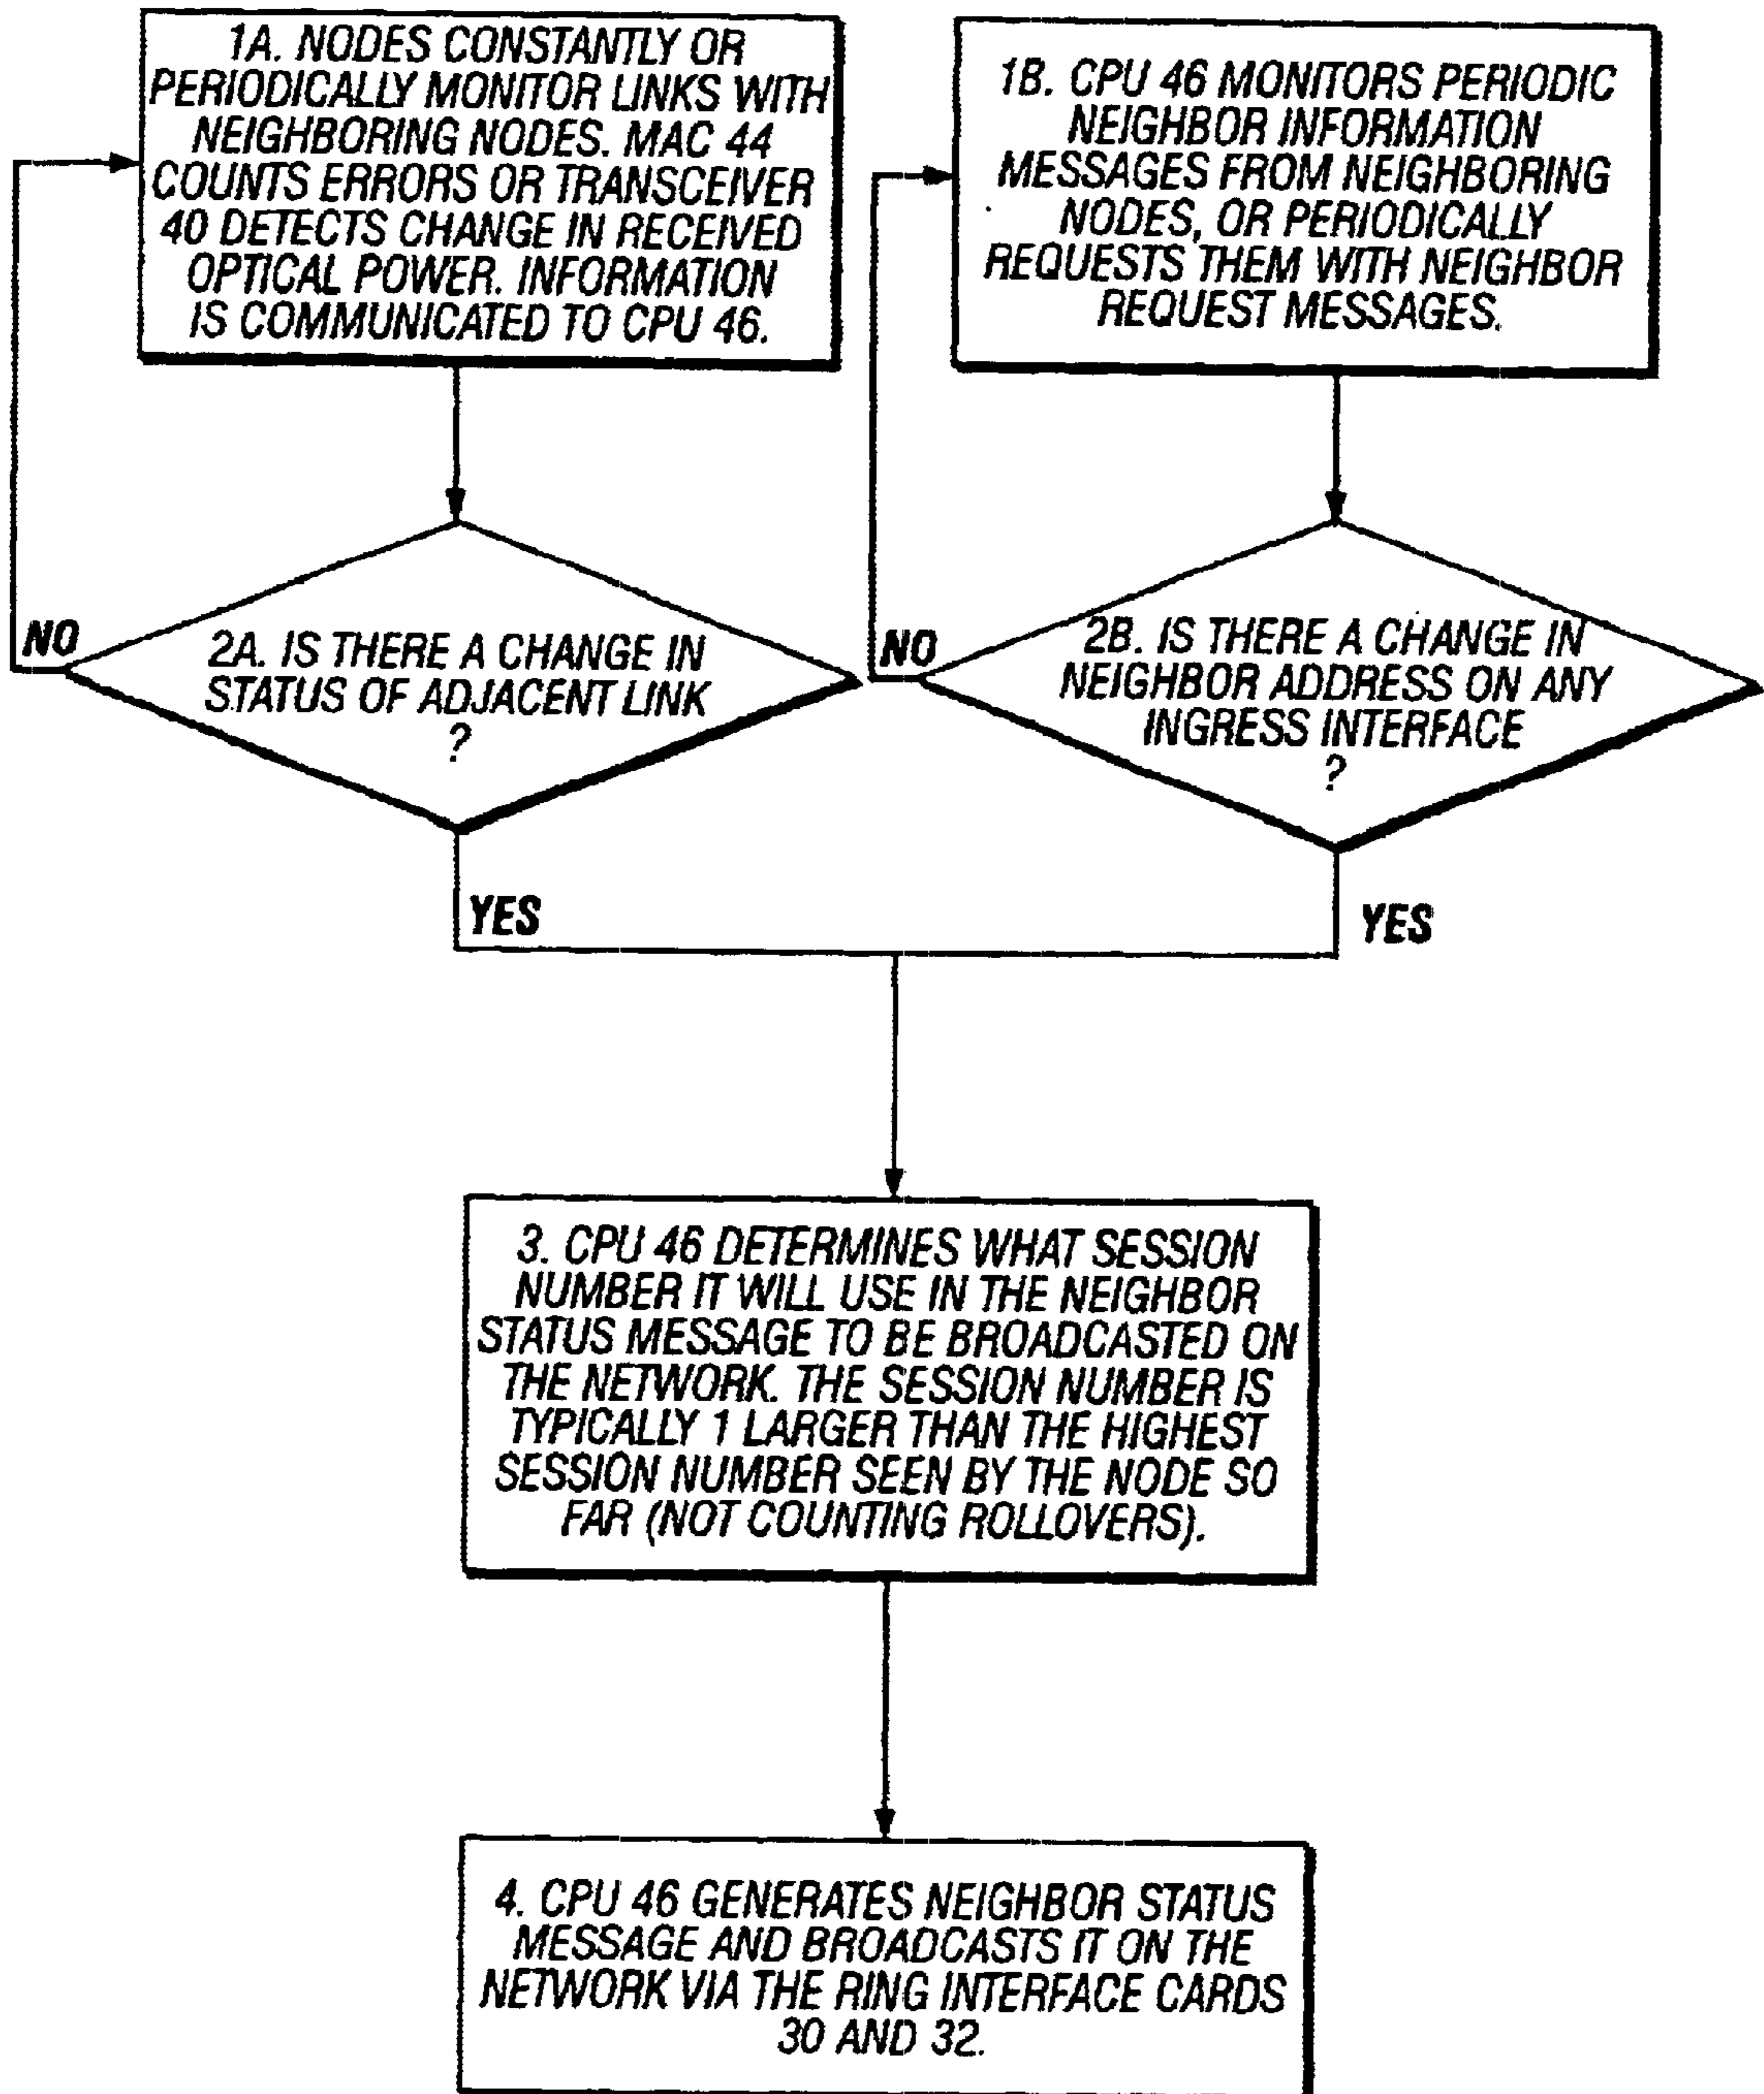 1A. NODES CONSTANTLY OR
PERIODICALLY MONITOR LINKS WITH
NEIGHBORING NODES. MAC 44
COUNTS ERRORS OR TRANSCEIVER
40 DETECTS CHANGE IN RECEIVED
OPTICAL POWER. INFORMATION
IS COMMUNICATED TO CPU 46.
1B. CPU 46 MONITORS PERIODIC
NEIGHBOR INFORMATION
MESSAGES FROM NEIGHBORING
NODES, OR PERIODICALLY
REQUESTS THEM WITH NEIGHBOR
REQUEST MESSAGES.
NO
2A. IS THERE A CHANGE IN
STATUS OF ADJACENT LINK
?
NO
2B. IS THERE A CHANGE IN
NEIGHBOR ADDRESS ON ANY
INGRESS INTERFACE
?
YES
YES
3. CPU 46 DETERMINES WHAT SESSION
NUMBER IT WILL USE IN THE NEIGHBOR
STATUS MESSAGE TO BE BROADCASTED ON
THE NETWORK. THE SESSION NUMBER IS
TYPICALLY 1 LARGER THAN THE HIGHEST
SESSION NUMBER SEEN BY THE NODE SO
FAR (NOT COUNTING ROLLOVERS).
4. CPU 46 GENERATES NEIGHBOR STATUS
MESSAGE AND BROADCASTS IT ON THE
NETWORK VIA THE RING INTERFACE CARDS
30 AND 32.